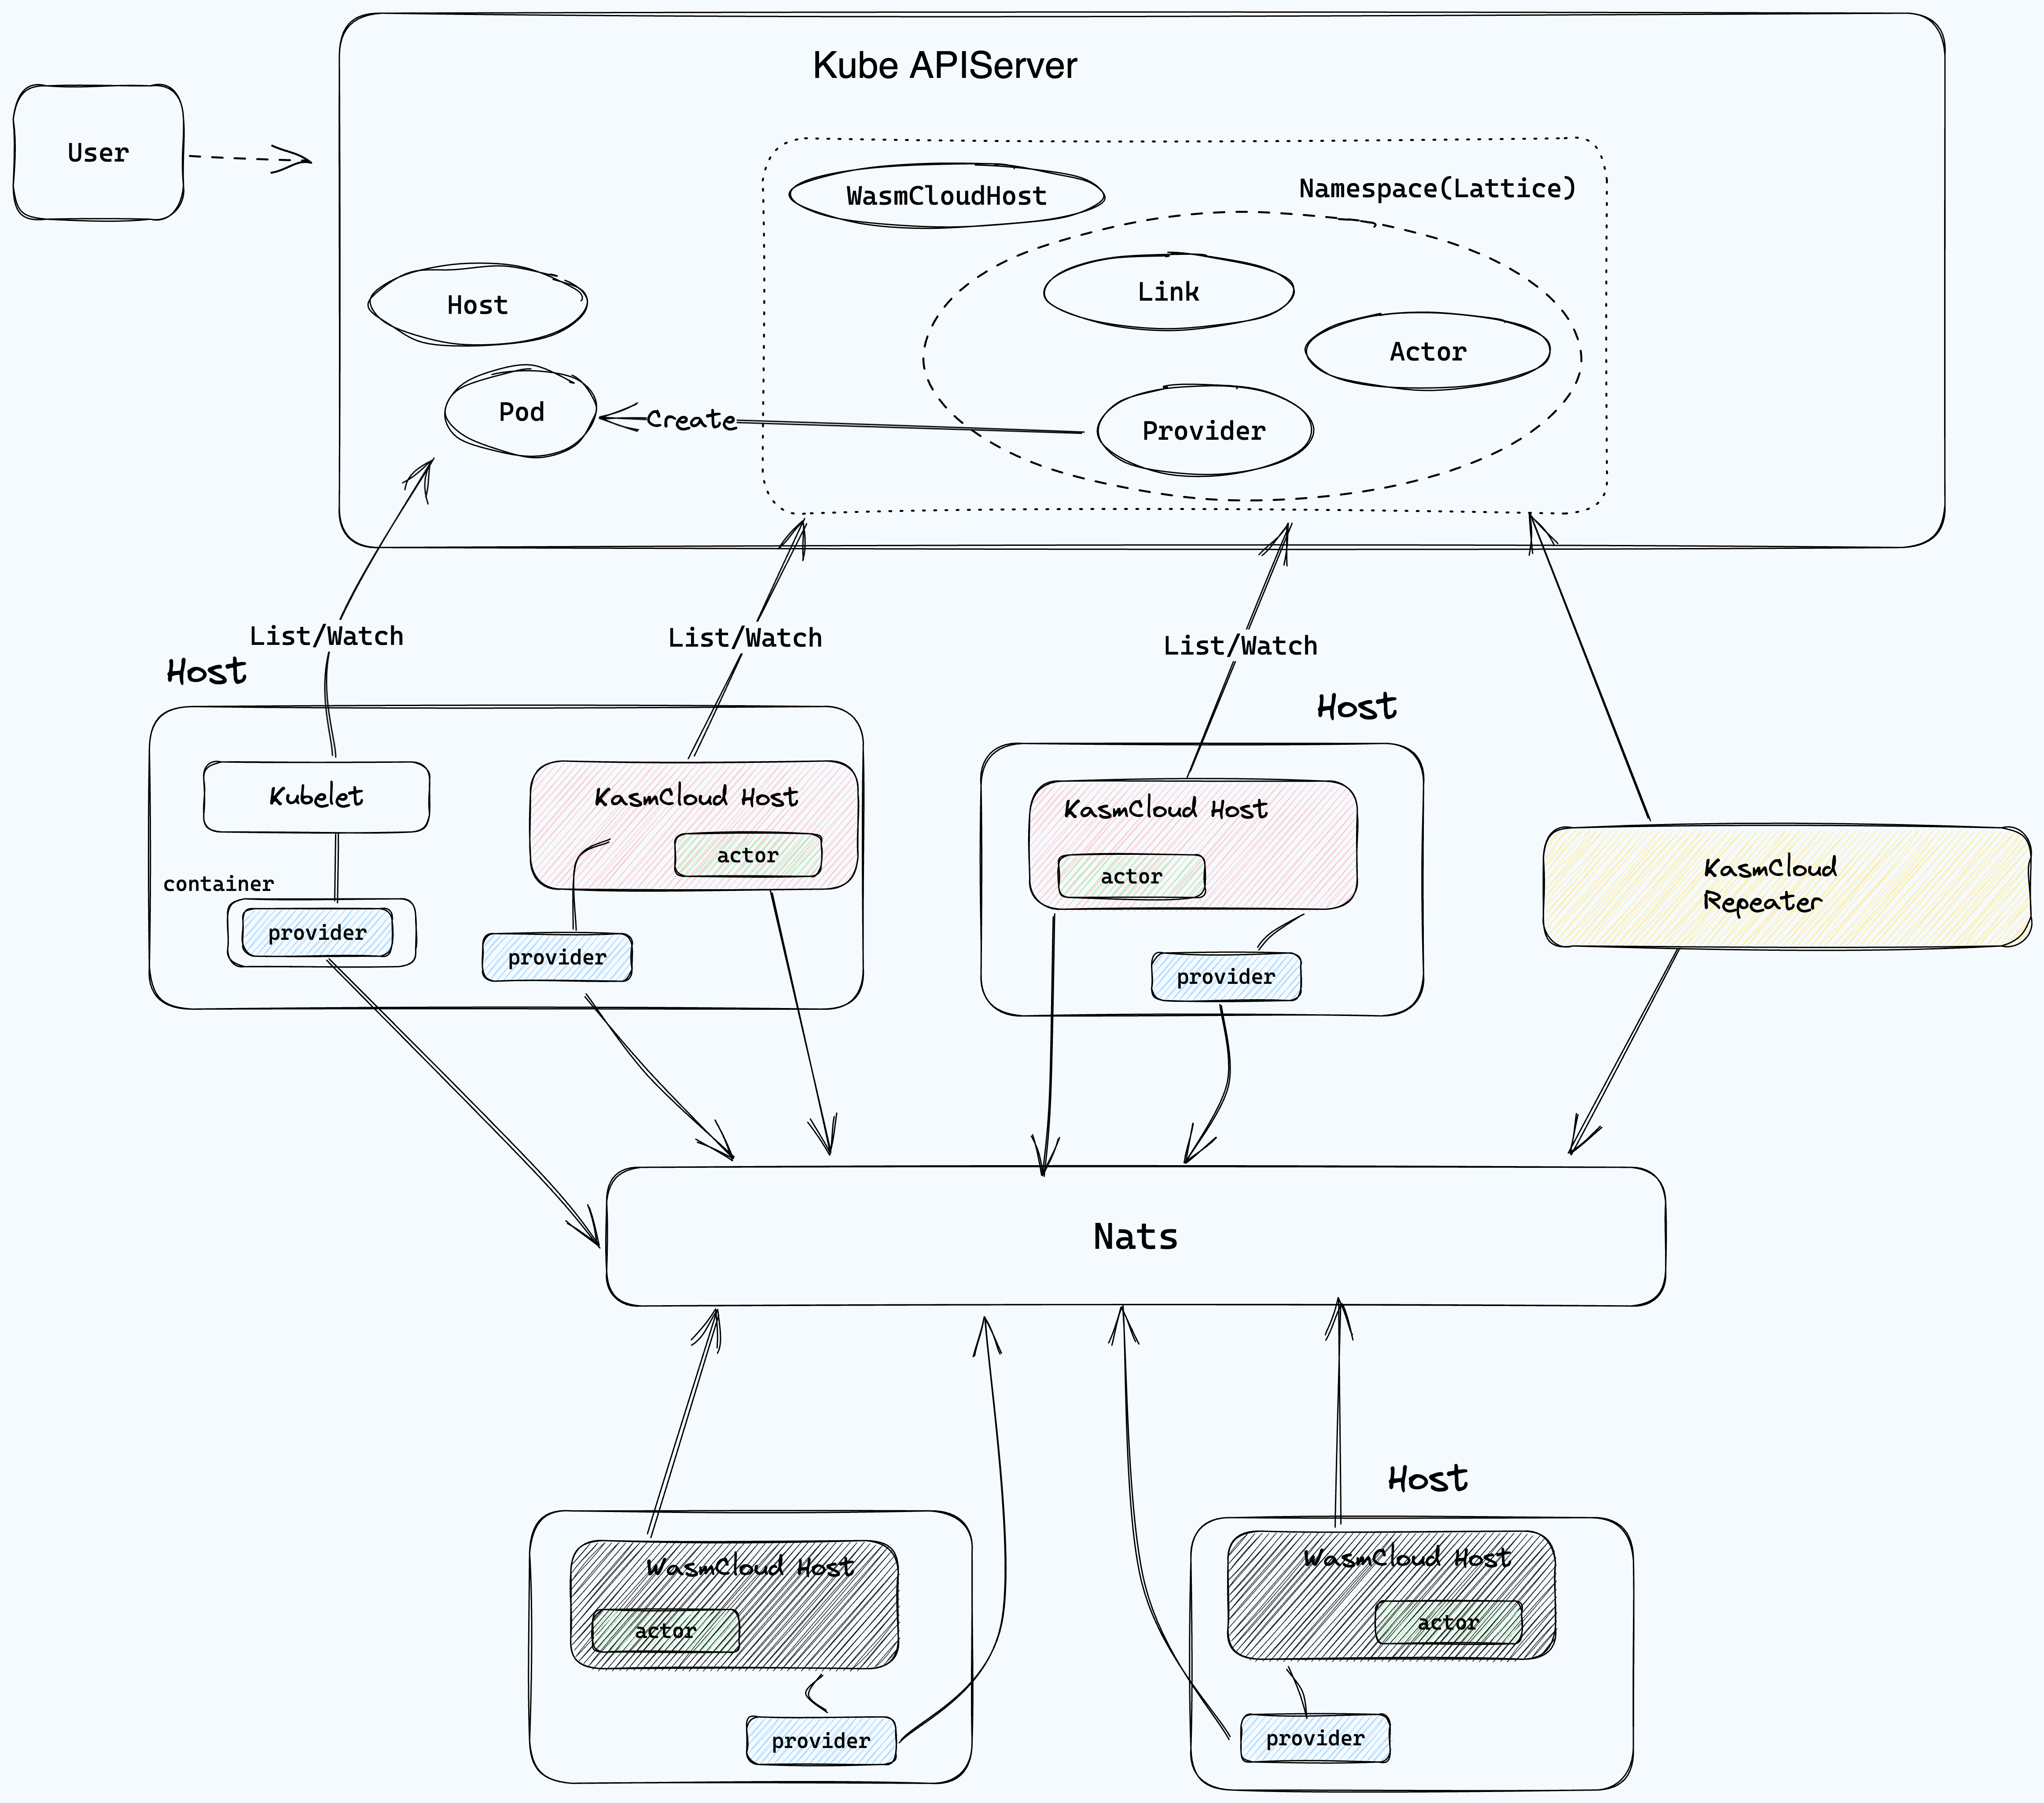 Kube APIServer
User
WasmCloudHost
Namespace(Lattice)
Link
Host
Actor
Pod
Create
Provider
List/Watch
List/Watch
List/Watch
Host
Host
Kubelet
KasmCloud Host
actor
container
provider
provider
KasmCloud Host
actor
provider
KasmCloud
Repeater
Nats
Host
WasmCloud Host
actor
provider
WasmCloud Host
actor
provider